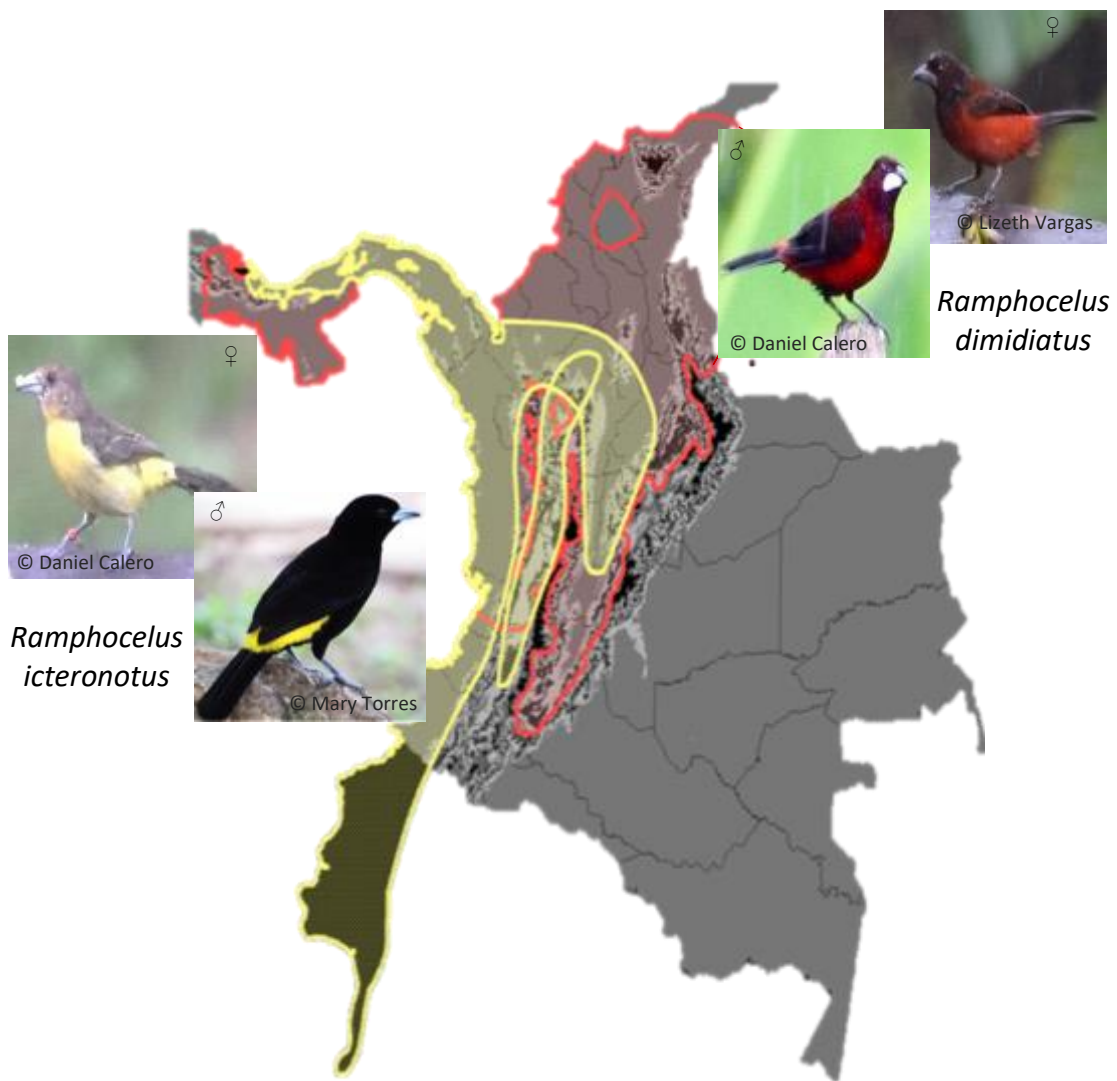 ♀
© Lizeth Vargas
♂
© Daniel Calero
Ramphocelus
dimidiatus
♀
© Daniel Calero
♂
© Mary Torres
Ramphocelus
icteronotus